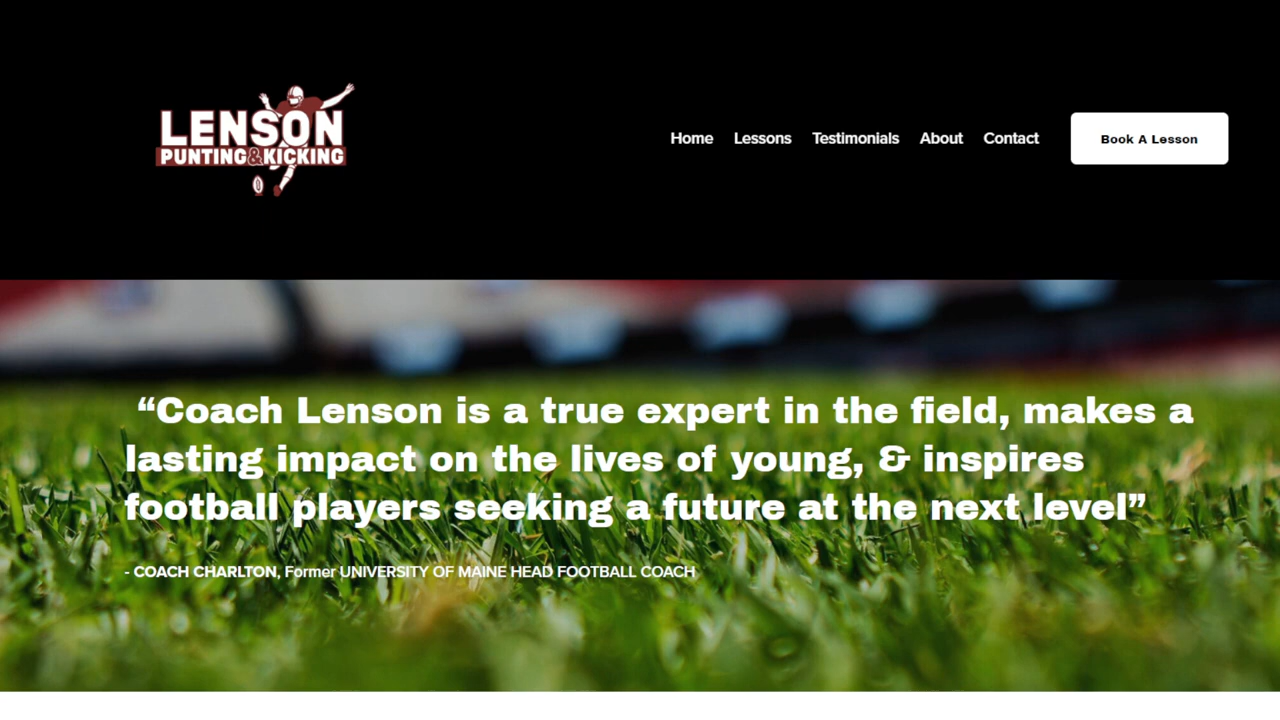 LENSON
PUNTING&KICKING
Home Lessons Testimonials About Contact Book A Lesson
“Coach Lenson is a true expert in the field, makes a
lasting impact on the lives of young, & inspires
football players seeking a future at the next level”
- COACH CHARLTON, Former UNIVERSITY OF MAINE HEAD FOOTBALL COACH